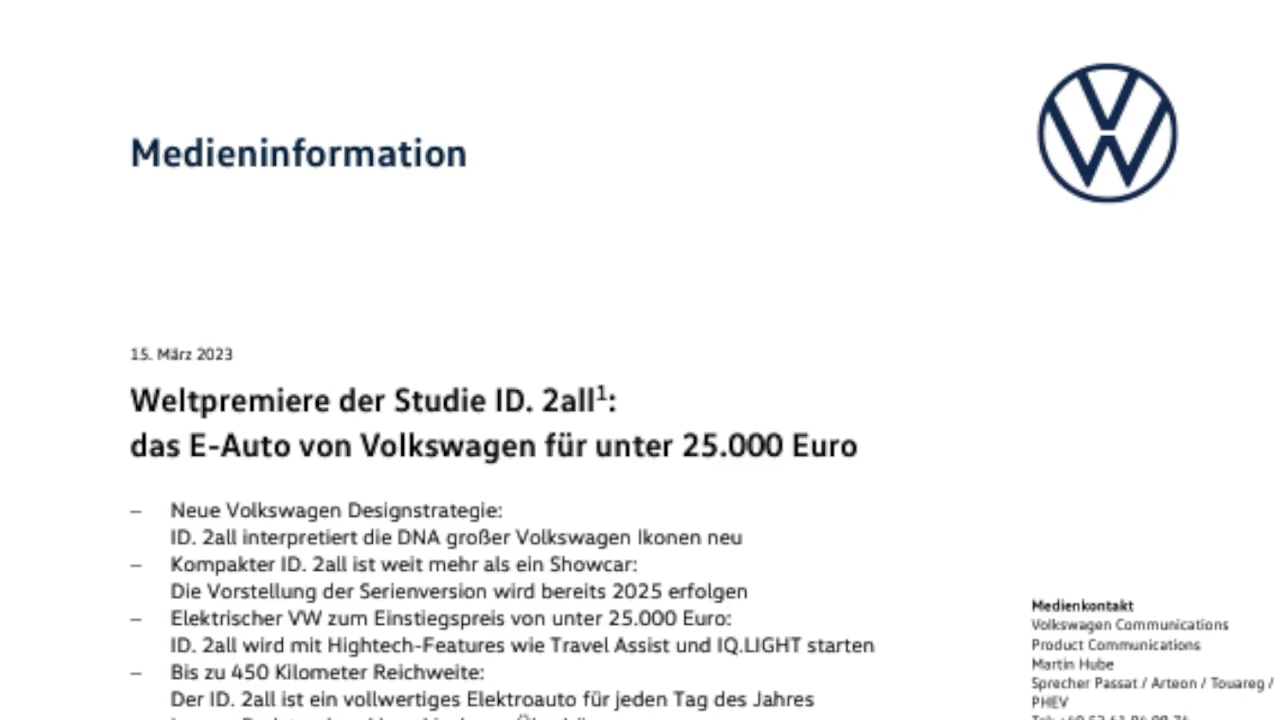 Medieninformation
15. März 2023
Weltpremiere der Studie ID. 2all¹:
das E-Auto von Volkswagen für unter 25.000 Euro
– Neue Volkswagen Designstrategie:
ID. 2all interpretiert die DNA großer Volkswagen Ikonen neu
– Kompakter ID. 2all ist weit mehr als ein Showcar:
Die Vorstellung der Serienversion wird bereits 2025 erfolgen
– Elektrischer VW zum Einstiegspreis von unter 25.000 Euro:
ID. 2all wird mit Hightech-Features wie Travel Assist und IQ.LIGHT starten
– Bis zu 450 Kilometer Reichweite:
Der ID. 2all ist ein vollwertiges Elektroauto für jeden Tag des Jahres
Medienkontakt
Volkswagen Communications
Product Communications
Martin Hube
Sprecher Passat / Arteon / Touareg /
PHEV